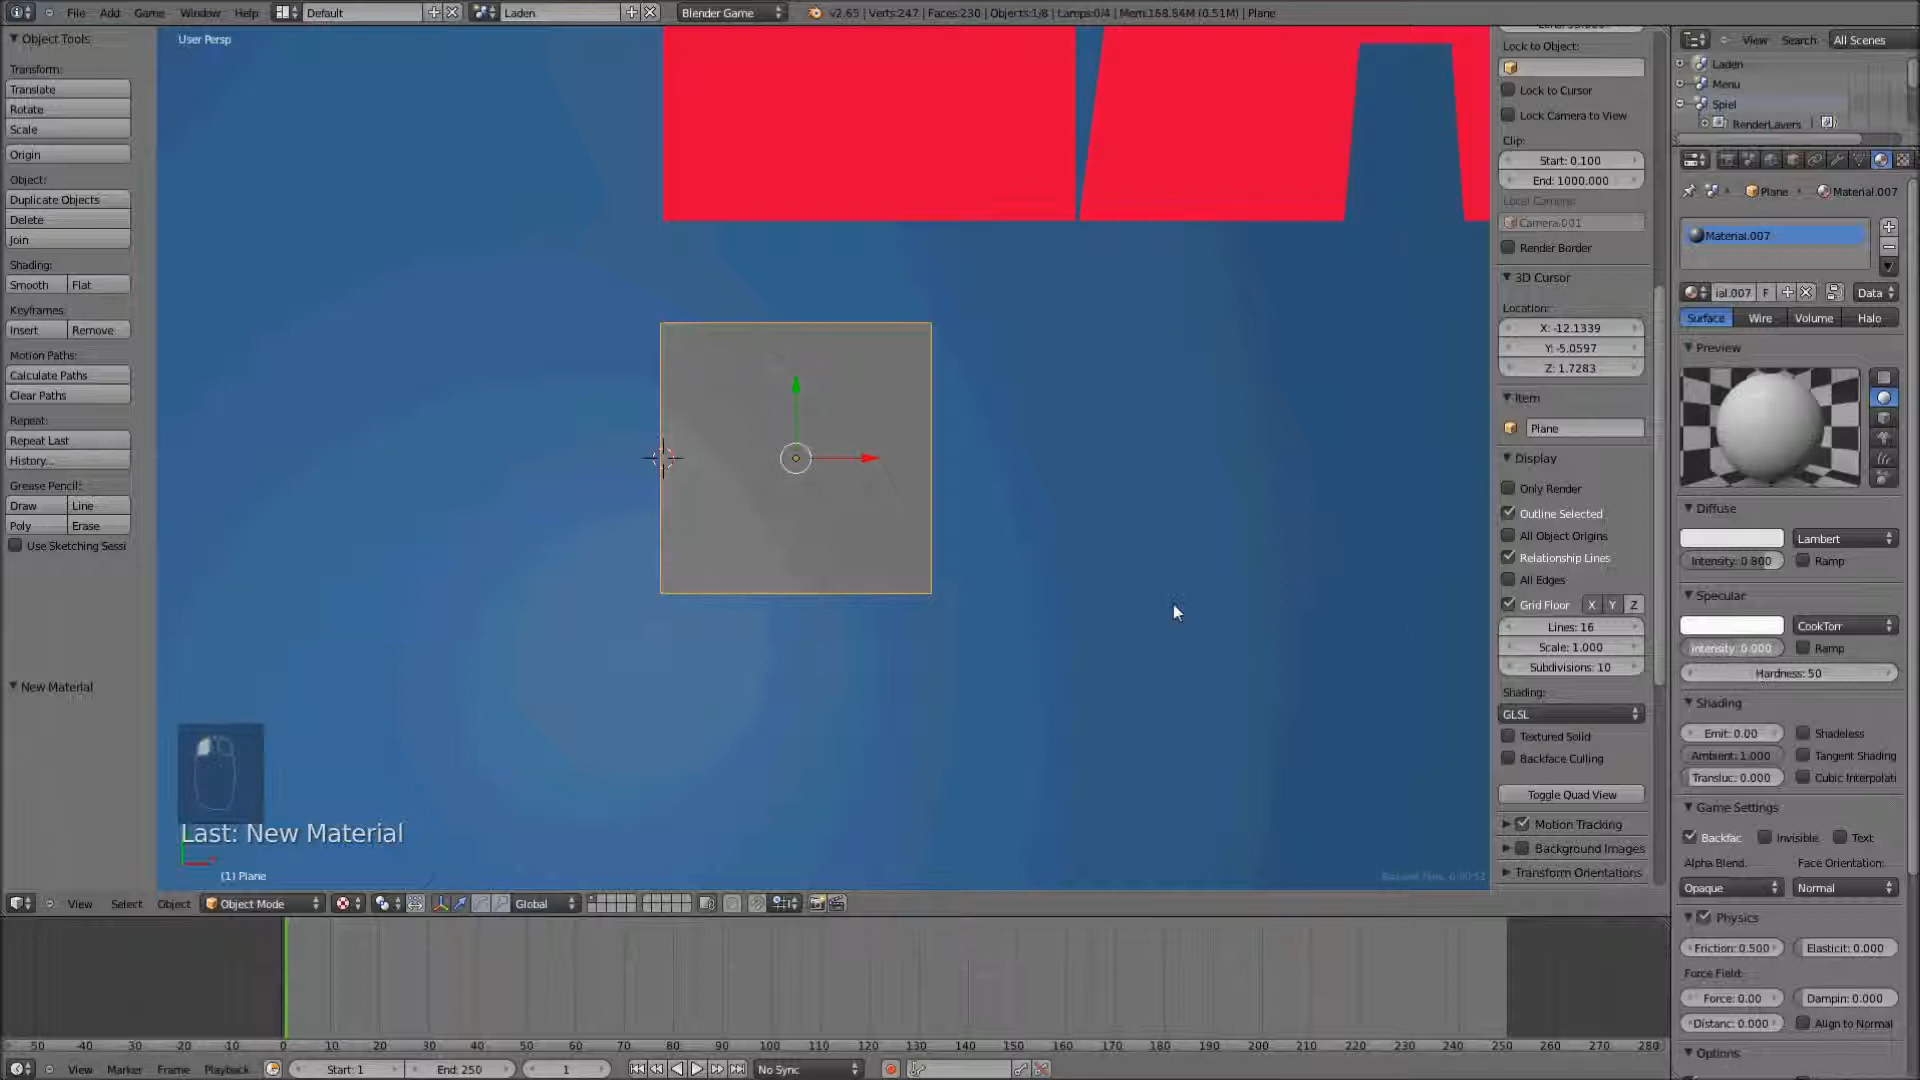 File Add Game Window Help Default Laden Blender Game v2.65 | Verts:247 | Faces:230 | Objects:1/8 | Lamps:0/4 | Mem:168.84M (0.51M) | Plane
Object Tools
Transform:
Translate
Rotate
Scale
Origin
Object:
Duplicate Objects
Delete
Join
Shading:
Smooth Flat
Keyframes:
Insert Remove
Motion Paths:
Calculate Paths
Clear Paths
Repeat:
Repeat Last
History...
Grease Pencil:
Draw Line
Poly Erase
Use Sketching Sessi
New Material
User Persp
Last: New Material
(1) Plane
Lock to Object:
Lock to Cursor
Lock Camera to View
Clip:
Start: 0.100
End: 1000.000
Local Camera:
Camera.001
Render Border
3D Cursor
Location:
X: -12.1339
Y: -5.0597
Z: 1.7283
Item
Plane
Display
Only Render
Outline Selected
All Object Origins
Relationship Lines
All Edges
Grid Floor X Y Z
Lines: 16
Scale: 1.000
Subdivisions: 10
Shading:
GLSL
Textured Solid
Backface Culling
Toggle Quad View
Motion Tracking
Background Images
Transform Orientations
View Search All Scenes
Laden
Menu
Spiel
RenderLayers
Plane Material.007
Material.007
ial.007 F Data
Surface Wire Volume Halo
Preview
Diffuse
Lambert
Intensity: 0.800 Ramp
Specular
CookTorr
Intensity: 0.000 Ramp
Hardness: 50
Shading
Emit: 0.00 Shadeless
Ambient: 1.000 Tangent Shading
Transluc: 0.000 Cubic Interpolati
Game Settings
Backfac Invisible Text
Alpha Blend: Face Orientation:
Opaque Normal
Physics
Friction: 0.500 Elasticit: 0.000
Force Field:
Force: 0.00 Dampin: 0.000
Distanc: 0.000 Align to Normal
Options
View Select Object Object Mode Global
-50 -40 -30 -20 -10 0 10 20 30 40 50 60 70 80 90 100 110 120 130 140 150 160 170 180 190 200 210 220 230 240 250 260 270 280
View Marker Frame Playback Start: 1 End: 250 1 No Sync